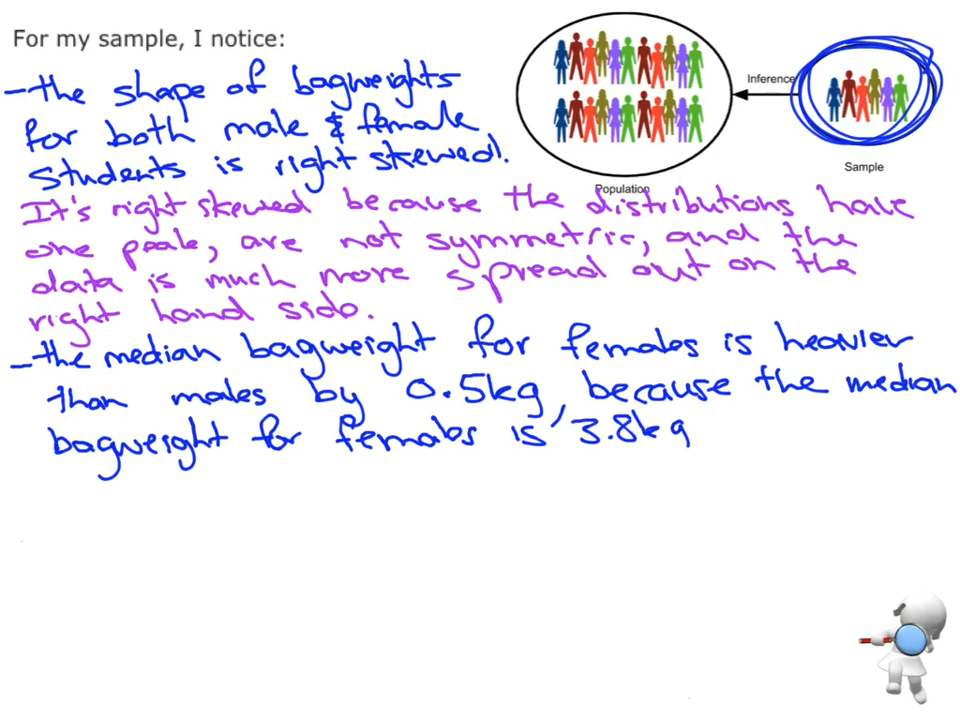 For my sample, I notice:
- the shape of bagweights
for both male & female
students is right skewed.
It's right skewed because the distributions have
one peak, are not symmetric, and the
data is much more spread out on the
right hand side.
- the median bagweight for females is heavier
than males by 0.5kg, because the median
bagweight for females is 3.8kg
Inference
Sample
Population